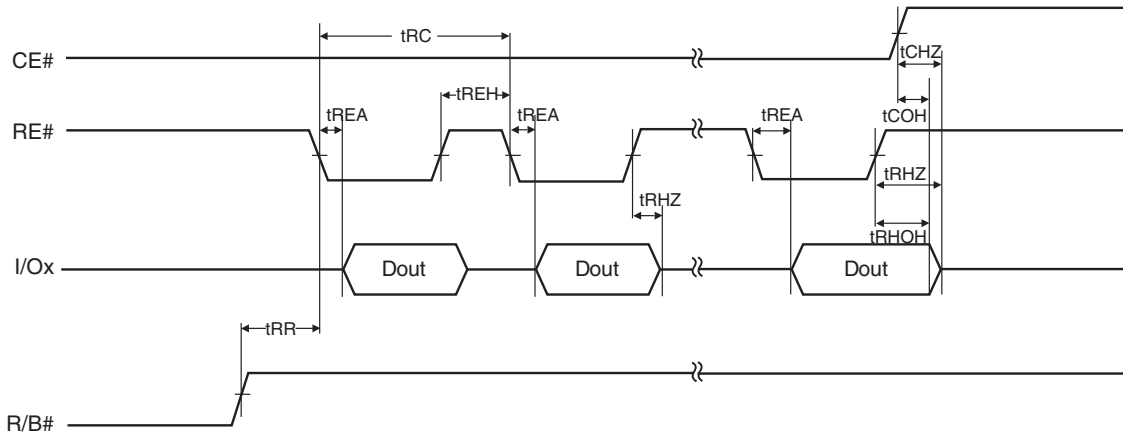 tRC
CE#
tCHZ
tREH
tREA
tREA
tREA
tCOH
RE#
tRHZ
tRHZ
tRHOH
I/Ox
Dout
Dout
Dout
tRR
R/B#